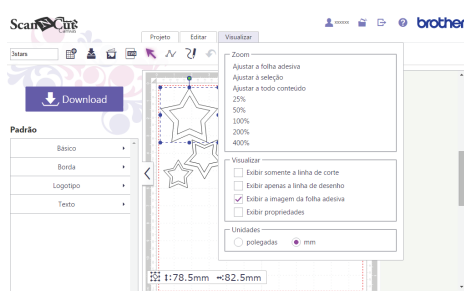 ScanNCut
Canvas
xxxxxx
brother
Projeto Editar Visualizar
3stars
Zoom
Ajustar a folha adesiva
Ajustar à seleção
Ajustar a todo conteúdo
25%
50%
100%
200%
400%
Download
Padrão
Básico
Borda
Logotipo
Texto
Visualizar
Exibir somente a linha de corte
Exibir apenas a linha de desenho
Exibir a imagem da folha adesiva
Exibir propriedades
Unidades
polegadas mm
78.5mm 82.5mm